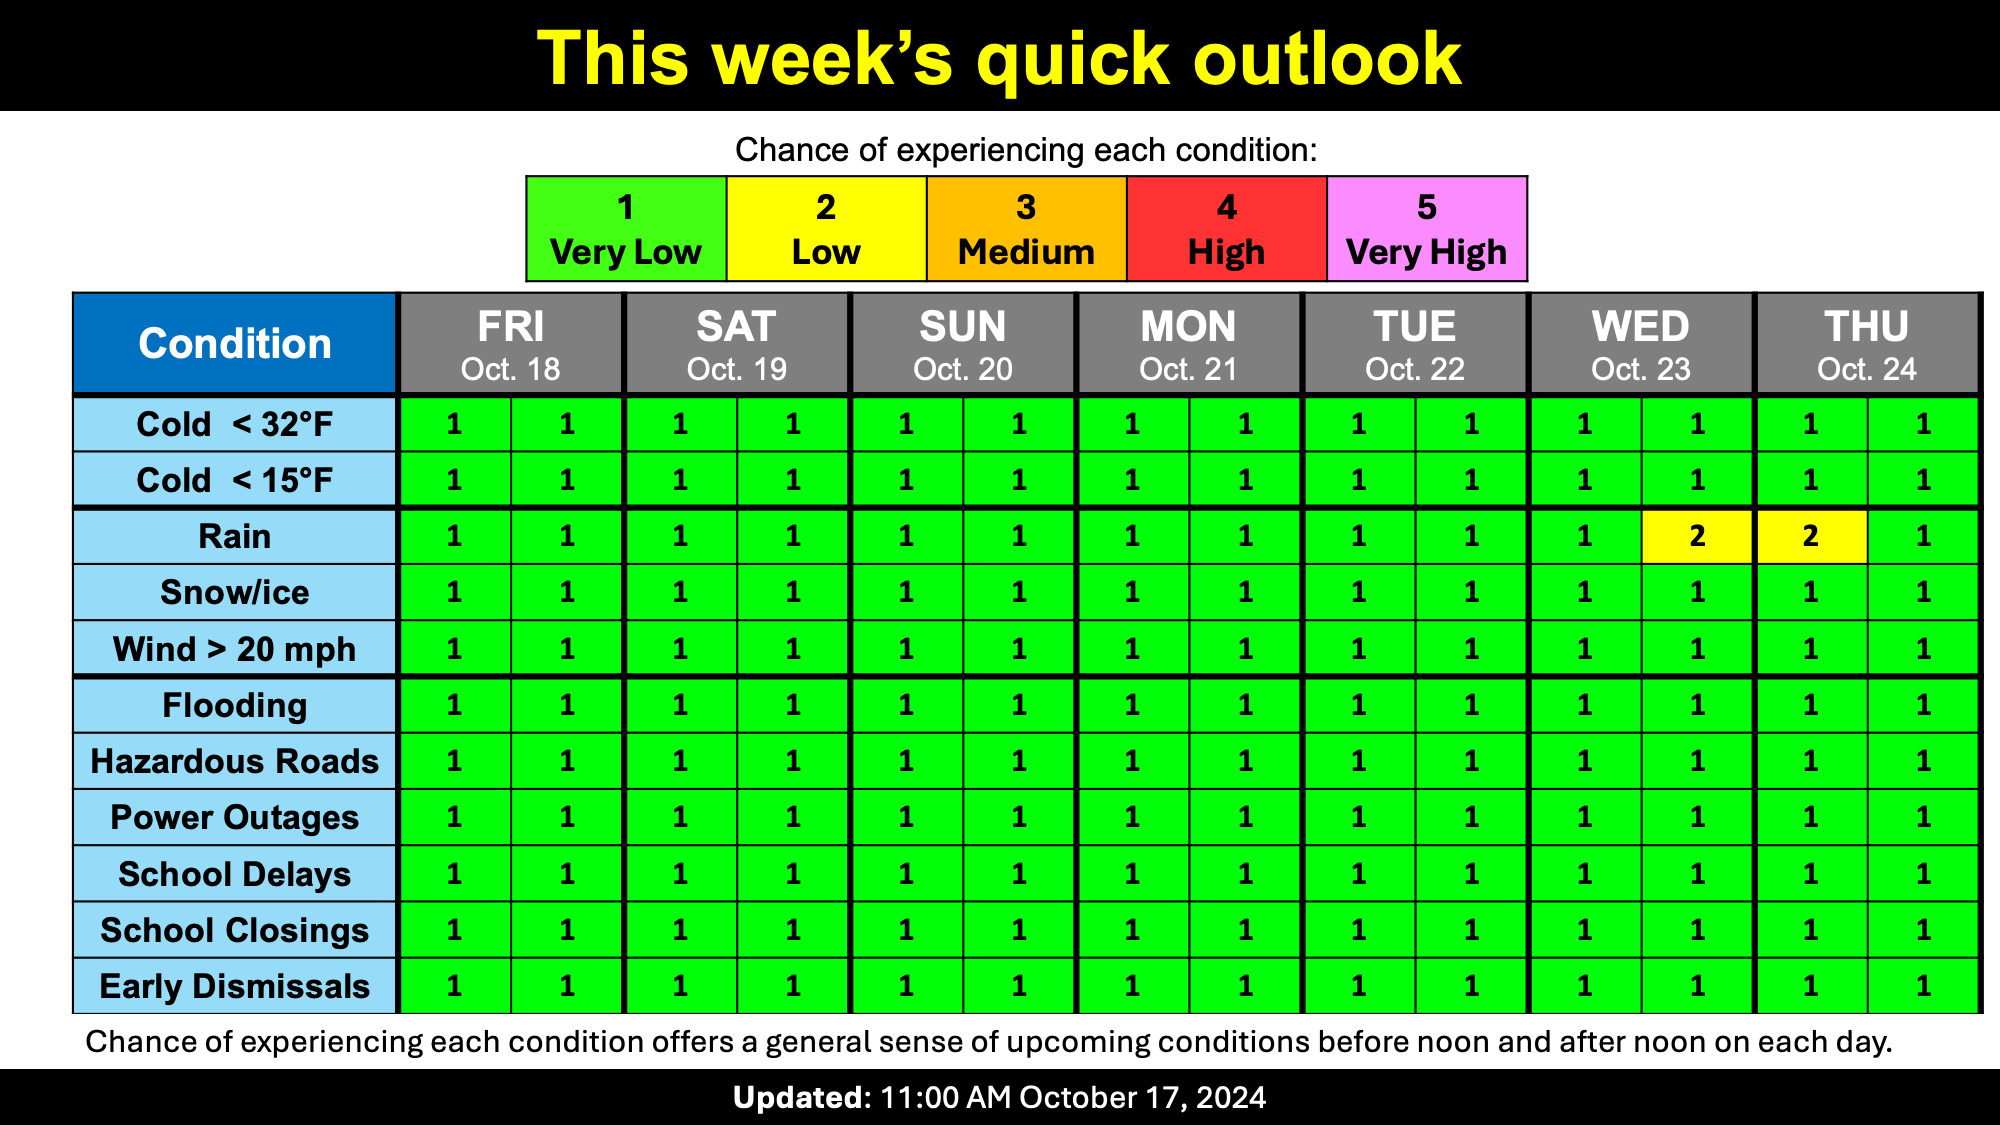 This week’s quick outlook
Chance of experiencing each condition:
1 2 3 4 5
Very Low Low Medium High Very High
Condition FRI SAT SUN MON TUE WED THU
Oct. 18 Oct. 19 Oct. 20 Oct. 21 Oct. 22 Oct. 23 Oct. 24
Cold < 32°F 1 1 1 1 1 1 1 1 1 1 1 1 1 1
Cold < 15°F 1 1 1 1 1 1 1 1 1 1 1 1 1 1
Rain 1 1 1 1 1 1 1 1 1 1 1 2 2 1
Snow/ice 1 1 1 1 1 1 1 1 1 1 1 1 1 1
Wind > 20 mph 1 1 1 1 1 1 1 1 1 1 1 1 1 1
Flooding 1 1 1 1 1 1 1 1 1 1 1 1 1 1
Hazardous Roads 1 1 1 1 1 1 1 1 1 1 1 1 1 1
Power Outages 1 1 1 1 1 1 1 1 1 1 1 1 1 1
School Delays 1 1 1 1 1 1 1 1 1 1 1 1 1 1
School Closings 1 1 1 1 1 1 1 1 1 1 1 1 1 1
Early Dismissals 1 1 1 1 1 1 1 1 1 1 1 1 1 1
Chance of experiencing each condition offers a general sense of upcoming conditions before noon and after noon on each day.
Updated: 11:00 AM October 17, 2024